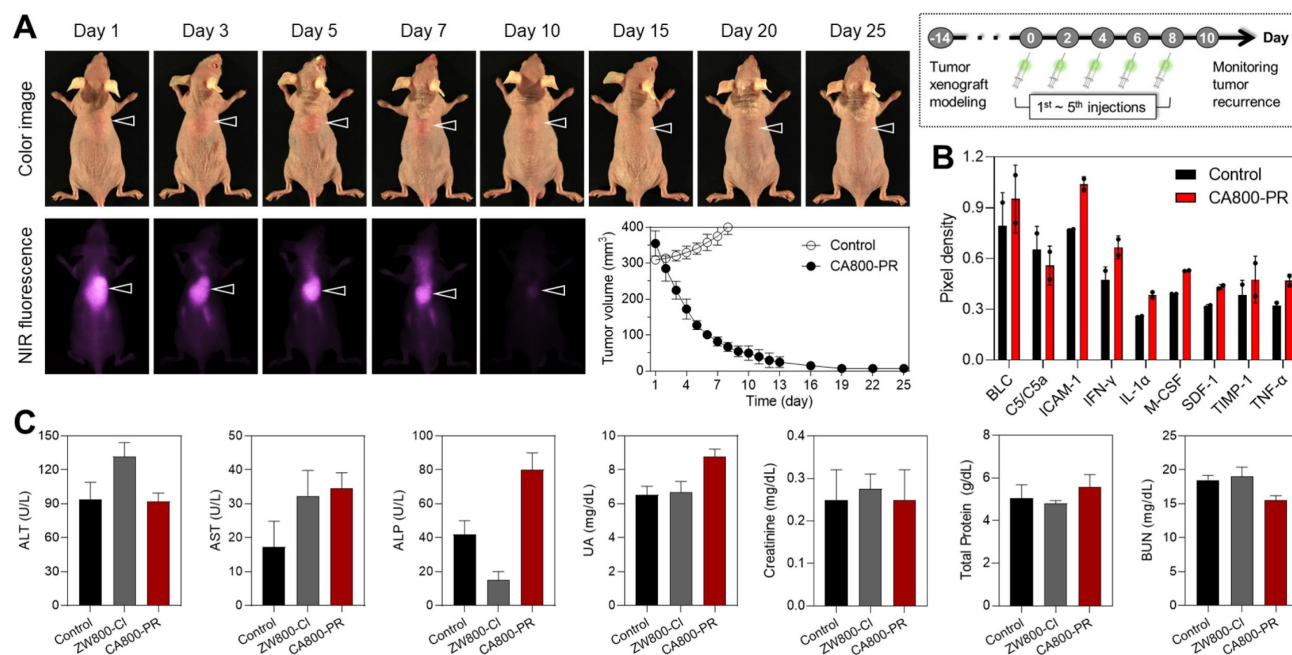 A
Day 1 Day 3 Day 5 Day 7 Day 10 Day 15 Day 20 Day 25
Color image
NIR fluorescence
-14 0 2 4 6 8 10 Day
Tumor xenograft modeling
1st ~ 5th injections
Monitoring tumor recurrence
Tumor volume (mm³)
400
300
200
100
0
Control
CA800-PR
1 4 7 10 13 16 19 22 25
Time (day)
B
Pixel density
1.2
0.9
0.6
0.3
0.0
Control
CA800-PR
BLC C5/C5a ICAM-1 IFN-γ IL-1α M-CSF SDF-1 TIMP-1 TNF-α
C
ALT (U/L)
150
120
90
60
30
0
Control ZW800-Cl CA800-PR
AST (U/L)
50
40
30
20
10
0
Control ZW800-Cl CA800-PR
ALP (U/L)
100
80
60
40
20
0
Control ZW800-Cl CA800-PR
UA (mg/dL)
10
8
6
4
2
0
Control ZW800-Cl CA800-PR
Creatinine (mg/dL)
0.4
0.3
0.2
0.1
0.0
Control ZW800-Cl CA800-PR
Total Protein (g/dL)
8
6
4
2
0
Control ZW800-Cl CA800-PR
BUN (mg/dL)
25
20
15
10
5
0
Control ZW800-Cl CA800-PR